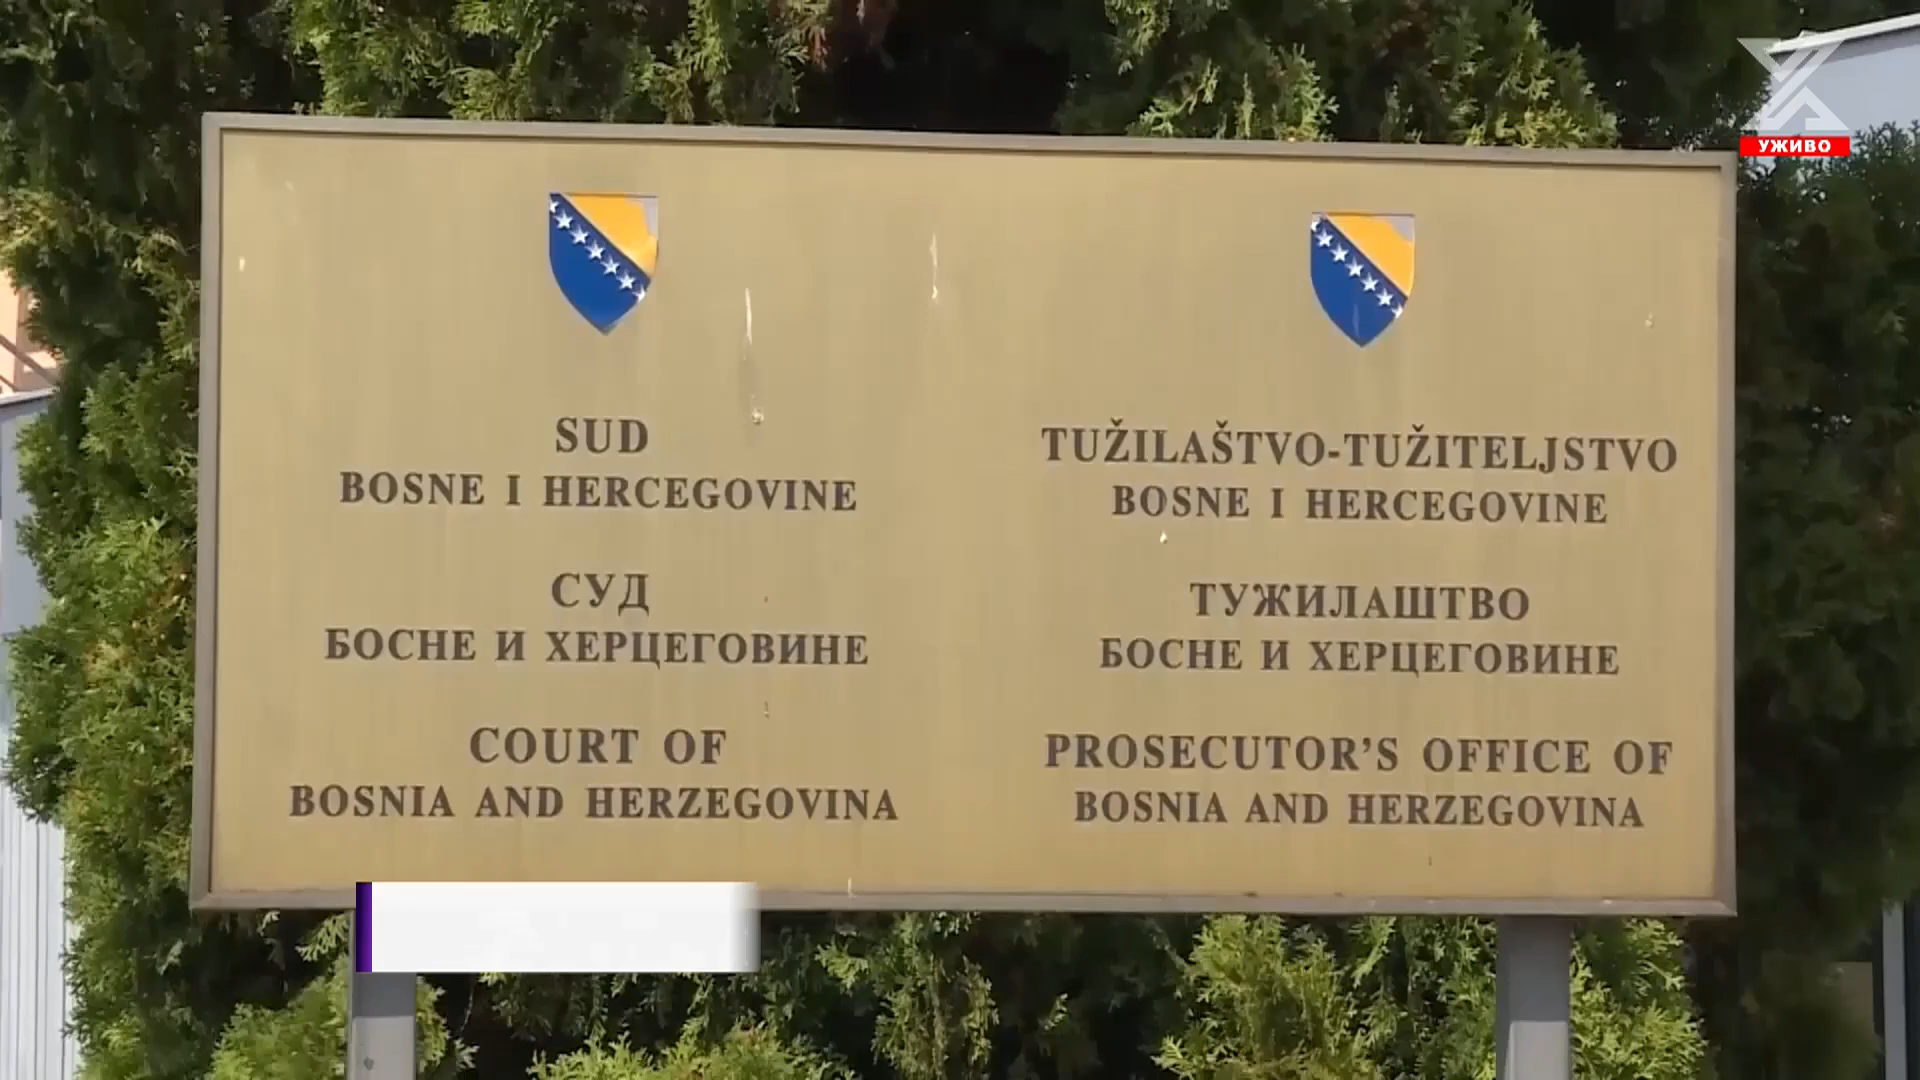 УЖИВО
SUD
BOSNE I HERCEGOVINE
СУД
БОСНЕ И ХЕРЦЕГОВИНЕ
COURT OF
BOSNIA AND HERZEGOVINA
TUŽILAŠTVO-TUŽITELJSTVO
BOSNE I HERCEGOVINE
ТУЖИЛАШТВО
БОСНЕ И ХЕРЦЕГОВИНЕ
PROSECUTOR'S OFFICE OF
BOSNIA AND HERZEGOVINA